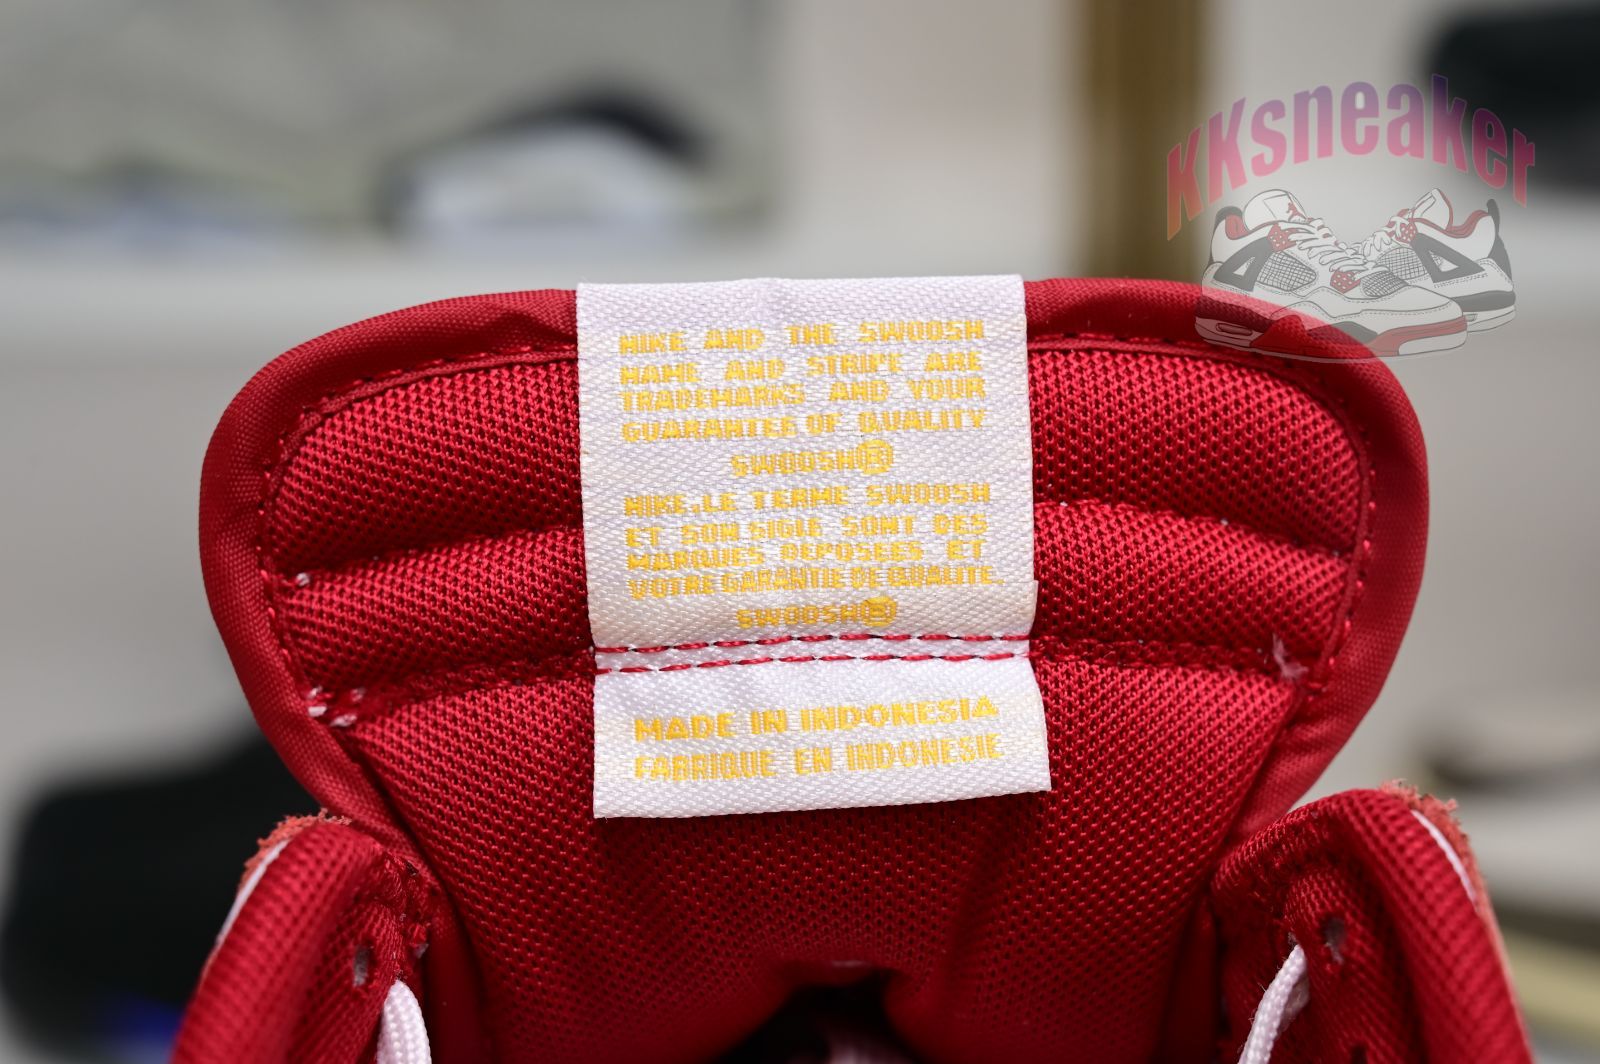 KKsneaker
NIKE AND THE SWOOSH
NAME AND STRIPE ARE
TRADEMARKS AND YOUR
GUARANTEE OF QUALITY
SWOOSH®
NIKE,LE TERME SWOOSH
ET SON SIGLE SONT DES
MARQUES DEPOSEES ET
VOTRE GARANTIE DE QUALITE.
SWOOSH®
MADE IN INDONESIA
FABRIQUE EN INDONESIE